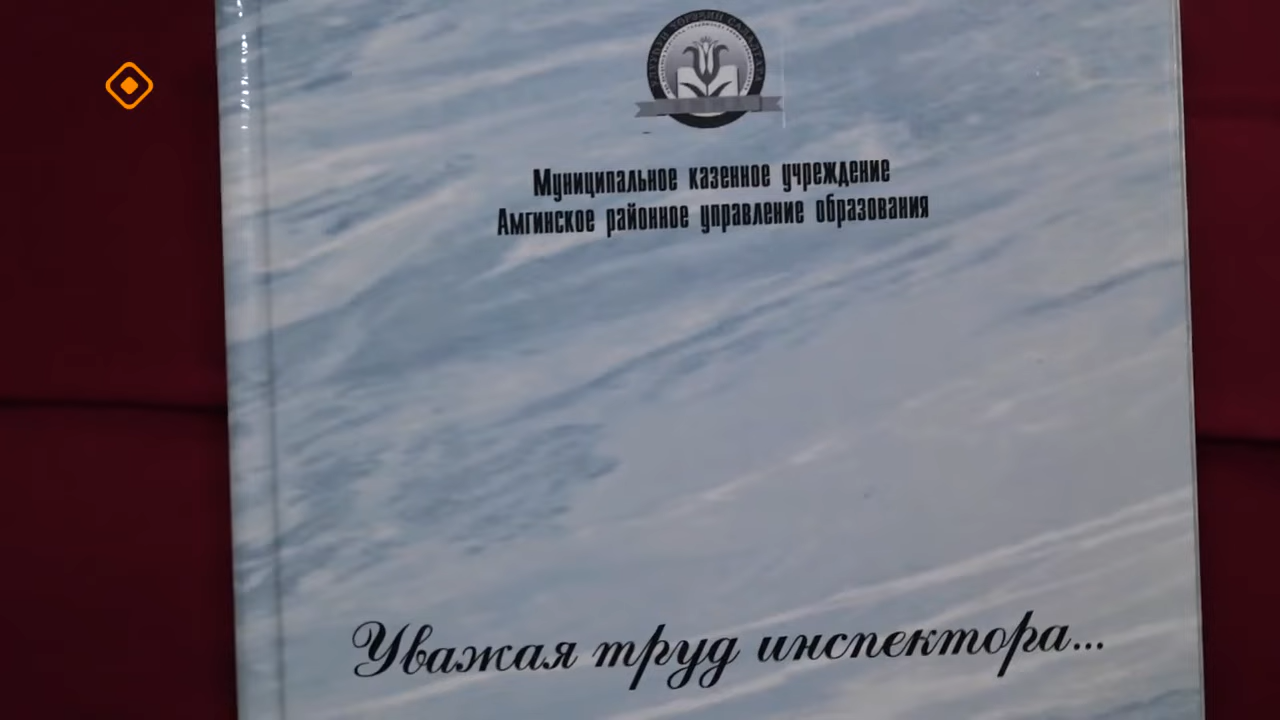 Муниципальное казенное учреждение
Амгинское районное управление образования
Уважая труд инспектора...